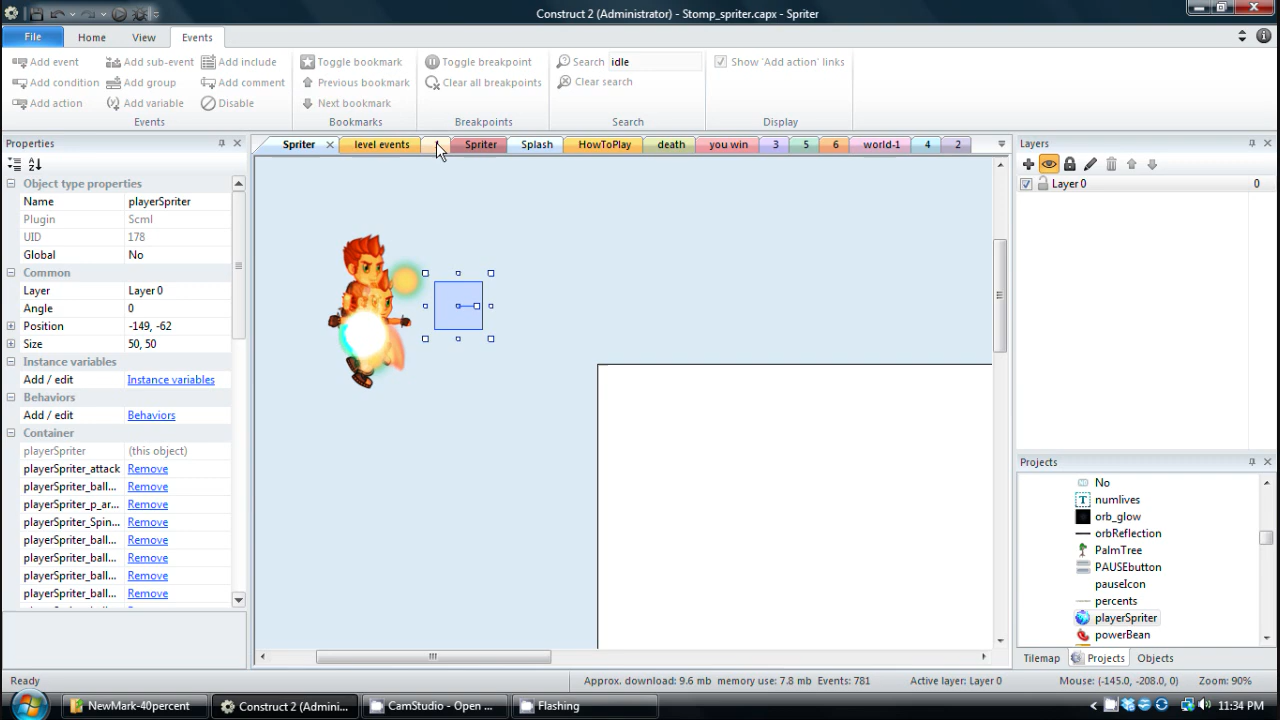 Construct 2 (Administrator) - Stomp_spriter.capx - Spriter
File Home View Events
Add event Add sub-event Add include
Add condition Add group Add comment
Add action Add variable Disable
Events
Toggle bookmark
Previous bookmark
Next bookmark
Bookmarks
Toggle breakpoint
Clear all breakpoints
Breakpoints
Search idle
Clear search
Search
Show 'Add action' links
Display
Properties
Spriter level events Spriter Splash HowToPlay death you win 3 5 6 world-1 4 2
Object type properties
Name playerSpriter
Plugin Scml
UID 178
Global No
Common
Layer Layer 0
Angle 0
Position -149, -62
Size 50, 50
Instance variables
Add / edit Instance variables
Behaviors
Add / edit Behaviors
Container
playerSpriter (this object)
playerSpriter_attack Remove
playerSpriter_ball... Remove
playerSpriter_p_ar... Remove
playerSpriter_Spin... Remove
playerSpriter_ball... Remove
playerSpriter_ball... Remove
playerSpriter_ball... Remove
playerSpriter_ball... Remove
Layers
Layer 0 0
Projects
No
numlives
orb_glow
orbReflection
PalmTree
PAUSEbutton
pauseIcon
percents
playerSpriter
powerBean
Tilemap Projects Objects
Ready Approx. download: 9.6 mb memory use: 7.8 mb Events: 781 Active layer: Layer 0 Mouse: (-145.0, -208.0, 0) Zoom: 90%
NewMark-40percent Construct 2 (Admini... CamStudio - Open ... Flashing 11:34 PM